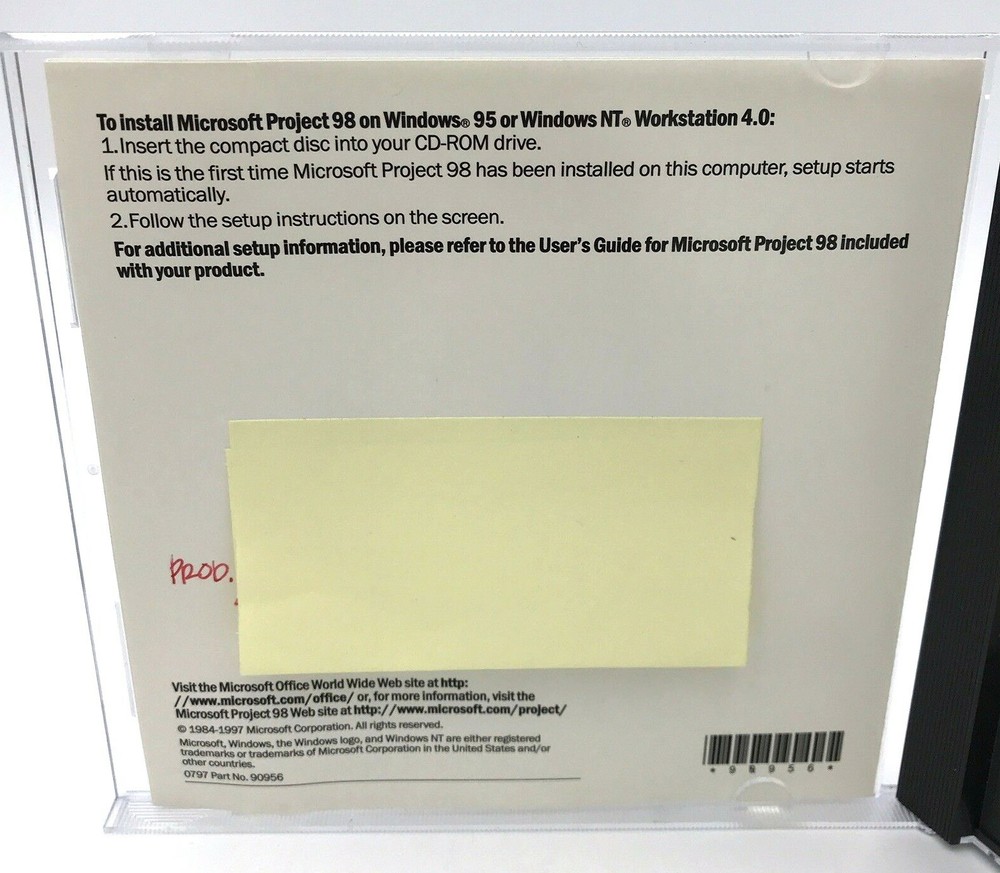 To install Microsoft Project 98 on Windows® 95 or Windows NT® Workstation 4.0:
1.Insert the compact disc into your CD-ROM drive.
If this is the first time Microsoft Project 98 has been installed on this computer, setup starts
automatically.
2.Follow the setup instructions on the screen.
For additional setup information, please refer to the User's Guide for Microsoft Project 98 included
with your product.
PROD.
Visit the Microsoft Office World Wide Web site at http:
//www.microsoft.com/office/ or, for more information, visit the
Microsoft Project 98 Web site at http://www.microsoft.com/project/
© 1984-1997 Microsoft Corporation. All rights reserved.
Microsoft, Windows, the Windows logo, and Windows NT are either registered
trademarks or trademarks of Microsoft Corporation in the United States and/or
other countries.
0797 Part No. 90956
* 90956 *